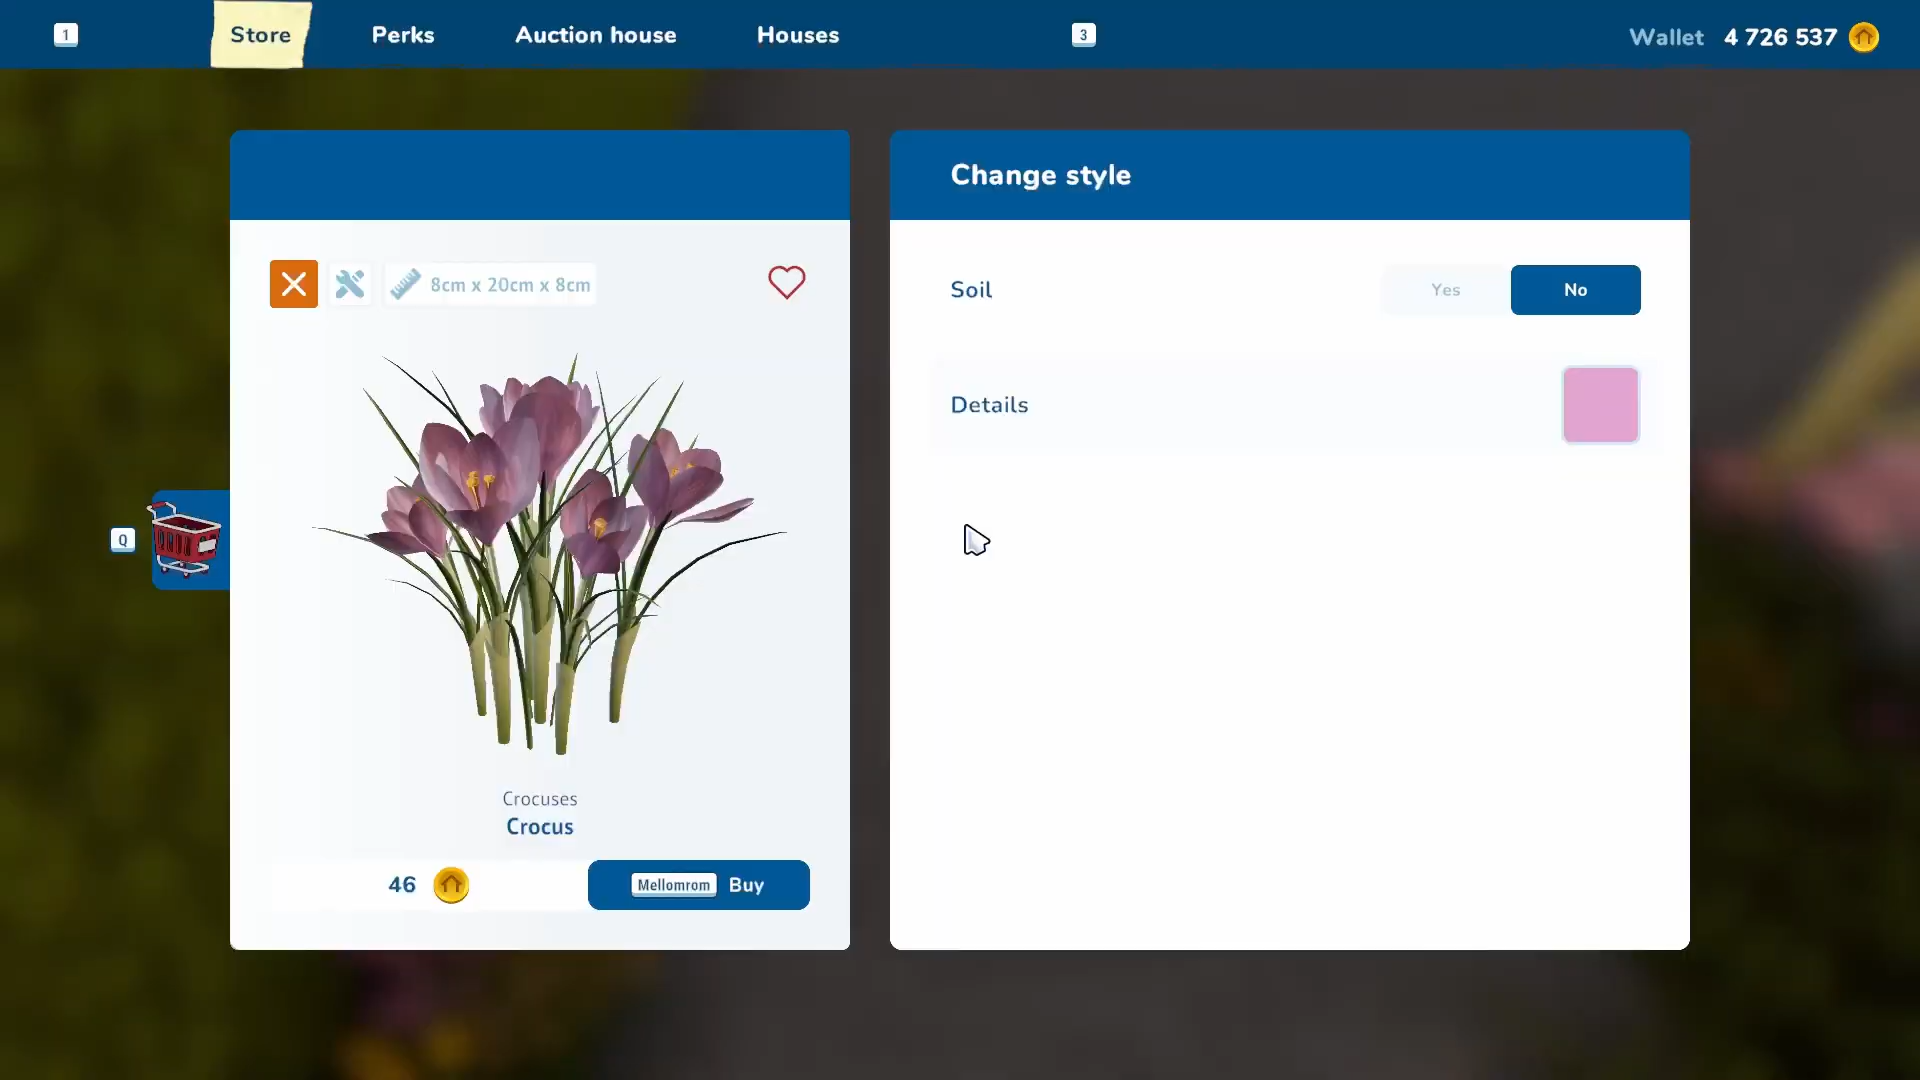 1
Store
Perks
Auction house
Houses
3
Wallet 4 726 537
Change style
8cm x 20cm x 8cm
Soil
Yes
No
Details
Q
Crocuses
Crocus
46
Mellomrom Buy